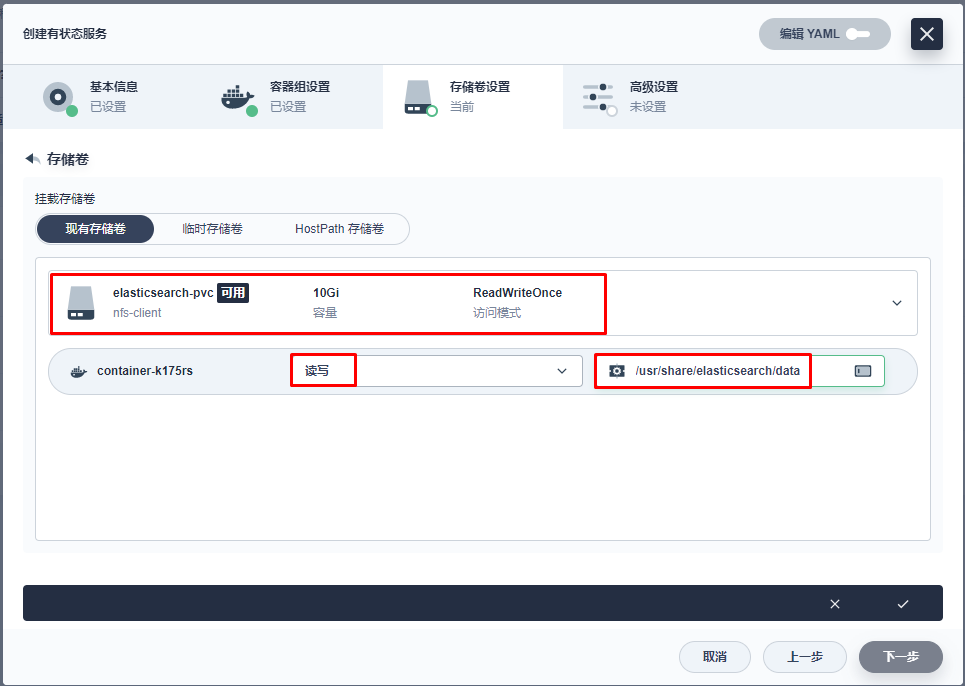 创建有状态服务
编辑 YAML
基本信息
已设置
容器组设置
已设置
存储卷设置
当前
高级设置
未设置
存储卷
挂载存储卷
现有存储卷
临时存储卷
HostPath 存储卷
elasticsearch-pvc 可用
nfs-client
10Gi
容量
ReadWriteOnce
访问模式
container-k175rs
读写
/usr/share/elasticsearch/data
取消
上一步
下一步